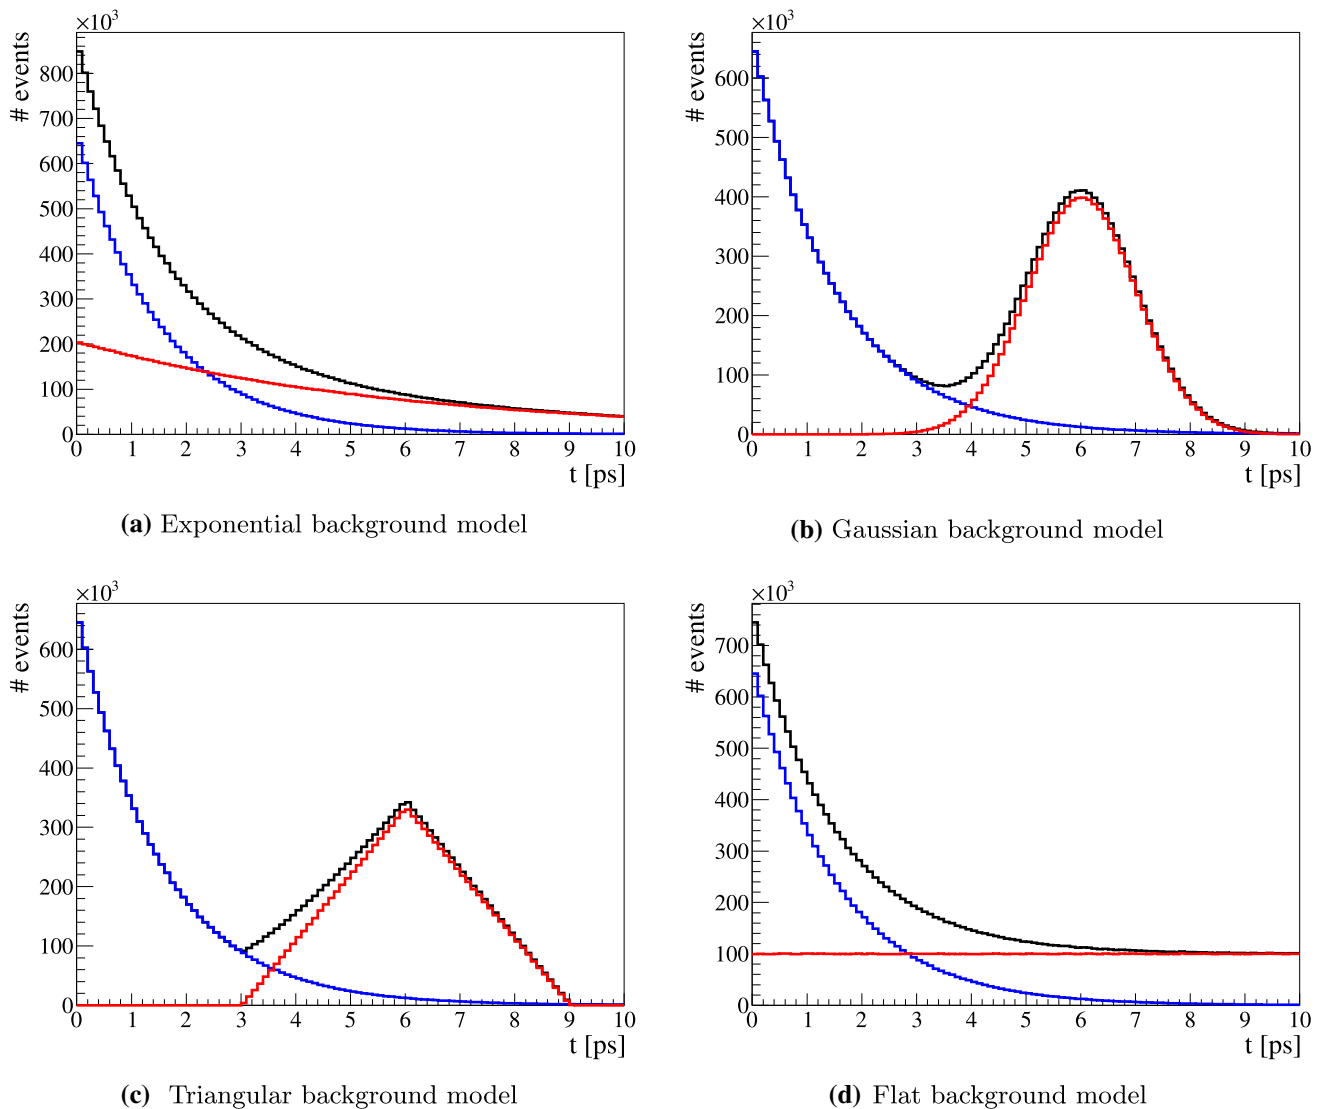 ×10³
# events
800
700
600
500
400
300
200
100
0
0 1 2 3 4 5 6 7 8 9 10
t [ps]
(a) Exponential background model
×10³
# events
600
500
400
300
200
100
0
0 1 2 3 4 5 6 7 8 9 10
t [ps]
(b) Gaussian background model
×10³
# events
600
500
400
300
200
100
0
0 1 2 3 4 5 6 7 8 9 10
t [ps]
(c) Triangular background model
×10³
# events
700
600
500
400
300
200
100
0
0 1 2 3 4 5 6 7 8 9 10
t [ps]
(d) Flat background model